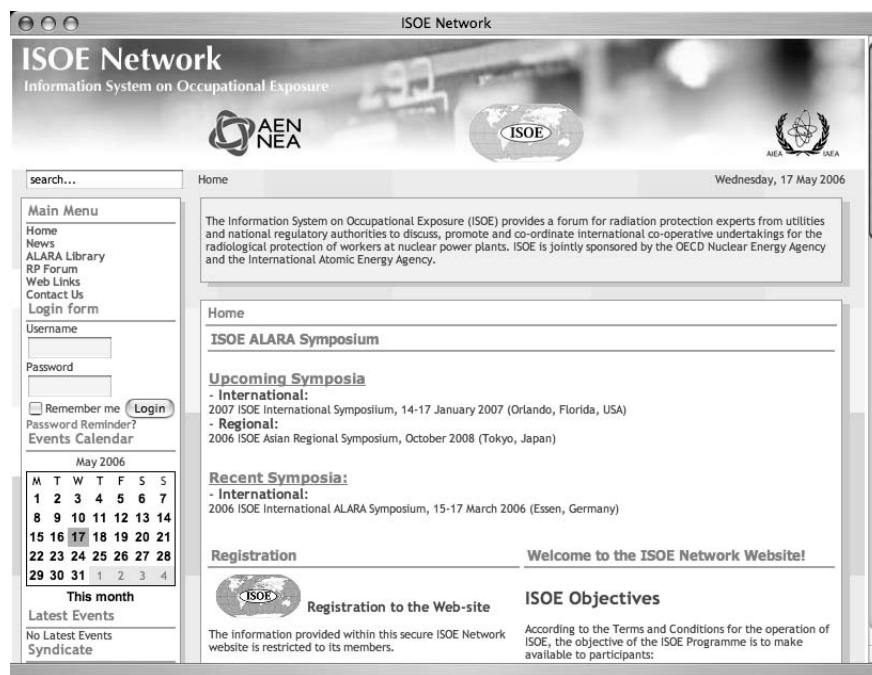 ISOE Network
ISOE Network
Information System on Occupational Exposure
AEN
NEA
ISOE
AIEA IAEA
search...
Home
Wednesday, 17 May 2006
Main Menu
Home
News
ALARA Library
RP Forum
Web Links
Contact Us
Login form
Username
Password
Remember me Login
Password Reminder?
Events Calendar
May 2006
M T W T F S S
1 2 3 4 5 6 7
8 9 10 11 12 13 14
15 16 17 18 19 20 21
22 23 24 25 26 27 28
29 30 31 1 2 3 4
This month
Latest Events
No Latest Events
Syndicate
The Information System on Occupational Exposure (ISOE) provides a forum for radiation protection experts from utilities
and national regulatory authorities to discuss, promote and co-ordinate international co-operative undertakings for the
radiological protection of workers at nuclear power plants. ISOE is jointly sponsored by the OECD Nuclear Energy Agency
and the International Atomic Energy Agency.
Home
ISOE ALARA Symposium
Upcoming Symposia
- International:
2007 ISOE International Symposiium, 14-17 January 2007 (Orlando, Florida, USA)
- Regional:
2006 ISOE Asian Regional Symposium, October 2008 (Tokyo, Japan)
Recent Symposia:
- International:
2006 ISOE International ALARA Symposium, 15-17 March 2006 (Essen, Germany)
Registration
ISOE
Registration to the Web-site
The information provided within this secure ISOE Network
website is restricted to its members.
Welcome to the ISOE Network Website!
ISOE Objectives
According to the Terms and Conditions for the operation of
ISOE, the objective of the ISOE Programme is to make
available to participants: